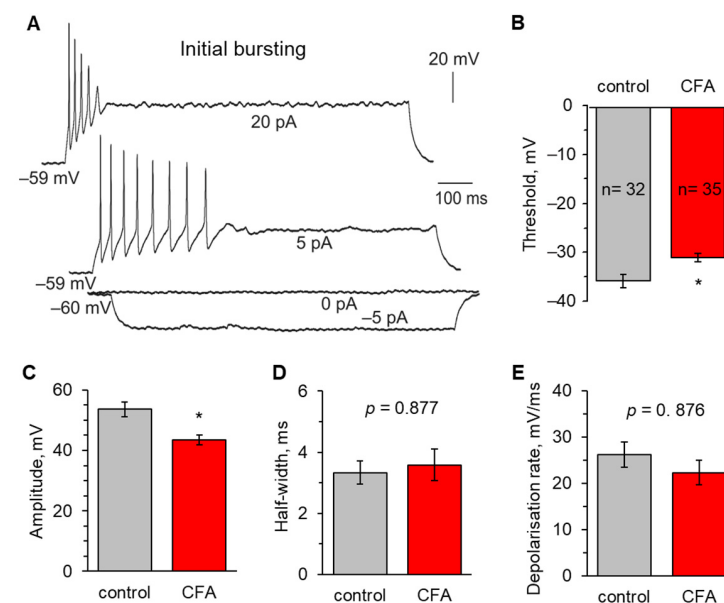 A
Initial bursting
20 mV
20 pA
–59 mV
100 ms
5 pA
–59 mV
0 pA
–60 mV
–5 pA
B
control CFA
0
–10
–20
–30
–40
Threshold, mV
n= 32
n= 35
*
C
60
40
20
0
Amplitude, mV
*
control CFA
D
6
4
2
0
Half-width, ms
p = 0.877
control CFA
E
40
30
20
10
0
Depolarisation rate, mV/ms
p = 0. 876
control CFA